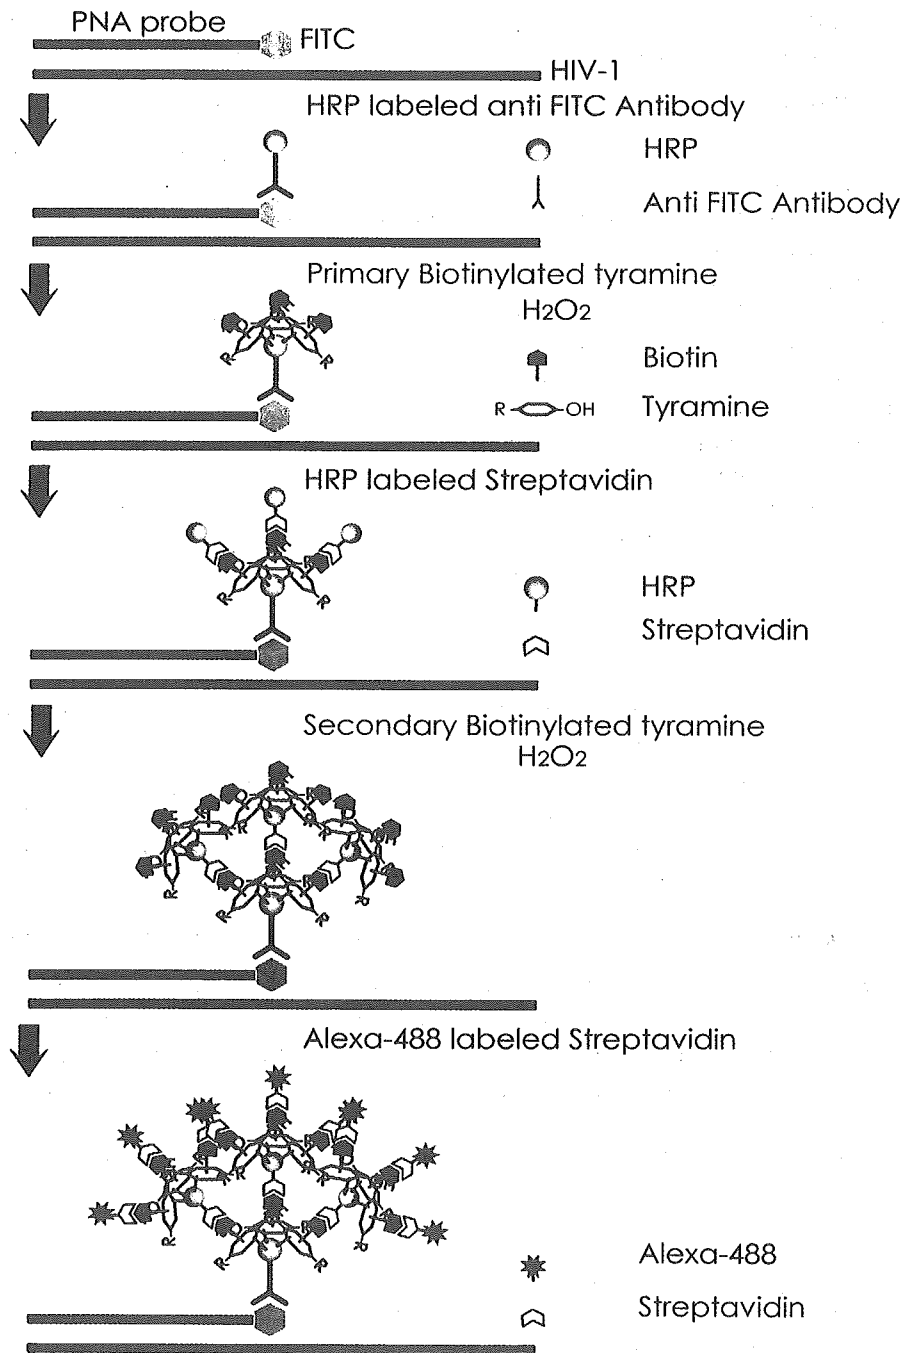 PNA probe
FITC
HIV-1
HRP labeled anti FITC Antibody
HRP
Anti FITC Antibody
Primary Biotinylated tyramine
H2O2
Biotin
R OH Tyramine
R R
HRP labeled Streptavidin
HRP
R R
Streptavidin
Secondary Biotinylated tyramine
H2O2
R R
R R
Alexa-488 labeled Streptavidin
R
R R
Alexa-488
Streptavidin